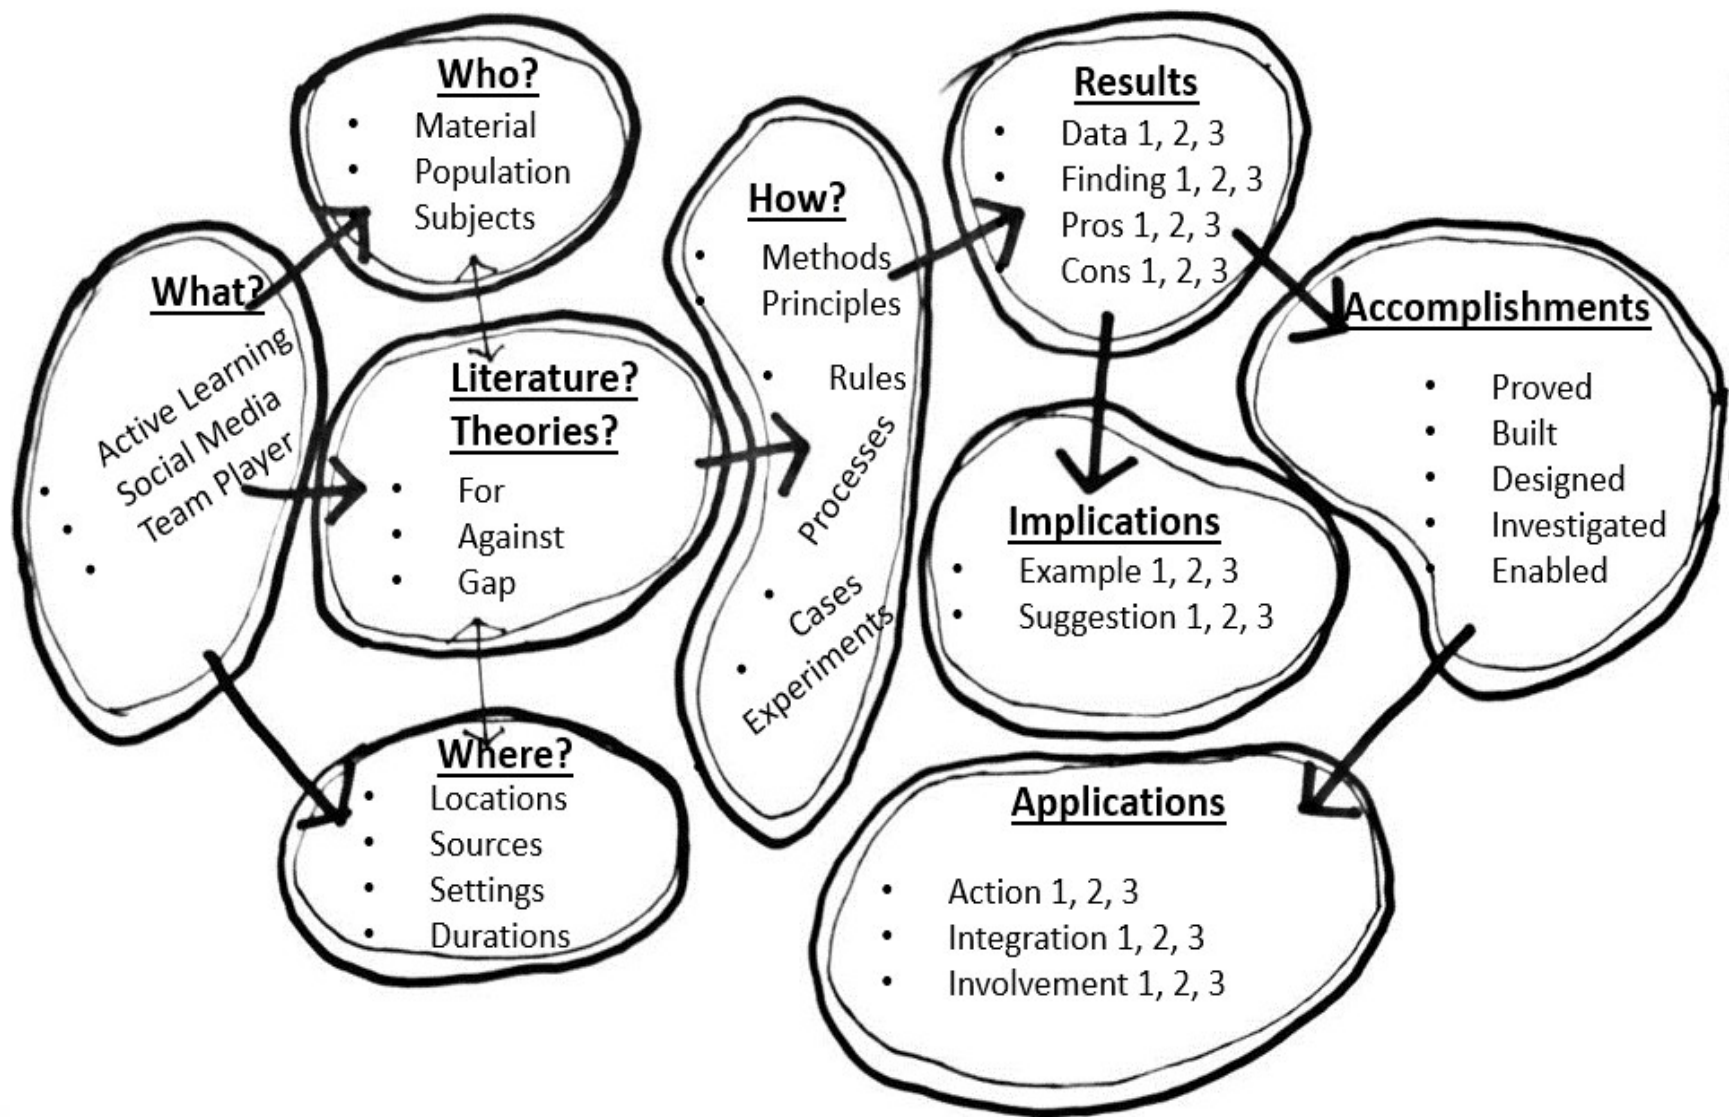 What?
Active Learning
Social Media
Team Player
Who?
• Material
• Population
Subjects
Literature?
Theories?
• For
• Against
• Gap
Where?
• Locations
• Sources
• Settings
• Durations
How?
• Methods
• Principles
• Rules
Processes
• Cases
• Experiments
Results
• Data 1, 2, 3
• Finding 1, 2, 3
Pros 1, 2, 3
• Cons 1, 2, 3
Implications
• Example 1, 2, 3
• Suggestion 1, 2, 3
Accomplishments
• Proved
• Built
• Designed
• Investigated
• Enabled
Applications
• Action 1, 2, 3
• Integration 1, 2, 3
• Involvement 1, 2, 3